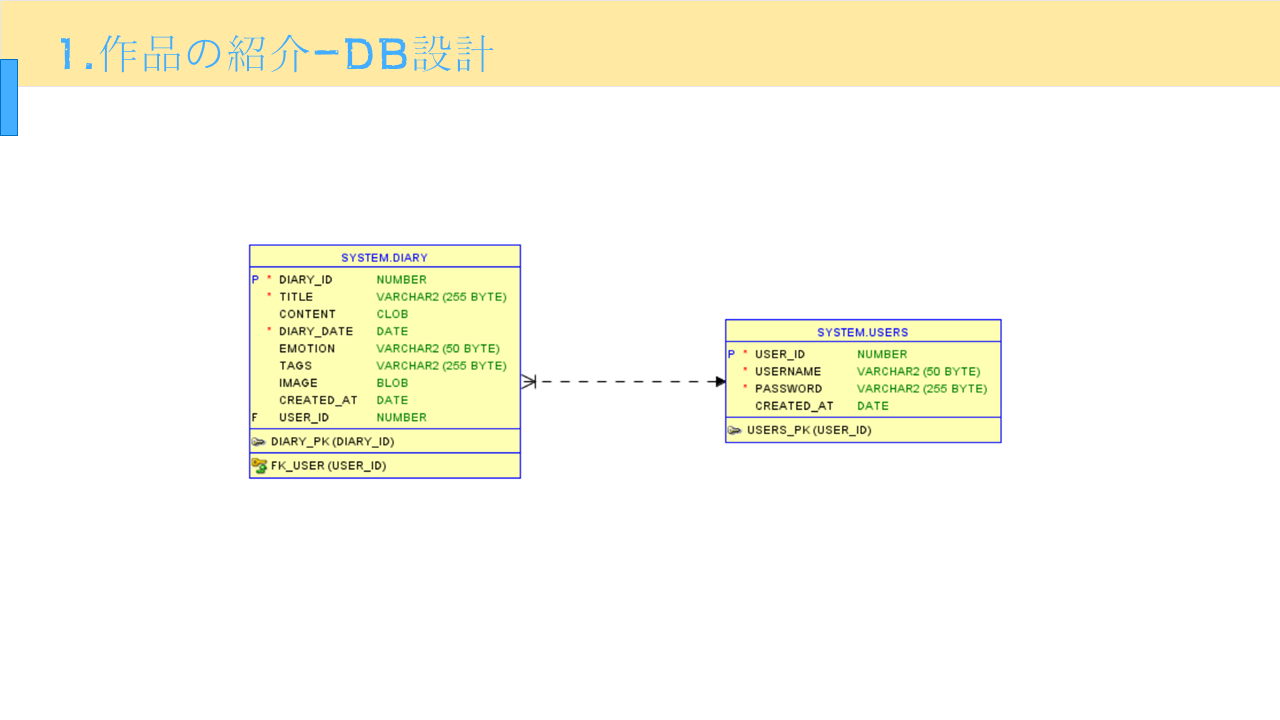 1.作品の紹介-DB設計
SYSTEM.DIARY
P * DIARY_ID NUMBER
* TITLE VARCHAR2 (255 BYTE)
CONTENT CLOB
* DIARY_DATE DATE
EMOTION VARCHAR2 (50 BYTE)
TAGS VARCHAR2 (255 BYTE)
IMAGE BLOB
CREATED_AT DATE
F USER_ID NUMBER
DIARY_PK (DIARY_ID)
FK_USER (USER_ID)
SYSTEM.USERS
P * USER_ID NUMBER
* USERNAME VARCHAR2 (50 BYTE)
* PASSWORD VARCHAR2 (255 BYTE)
CREATED_AT DATE
USERS_PK (USER_ID)